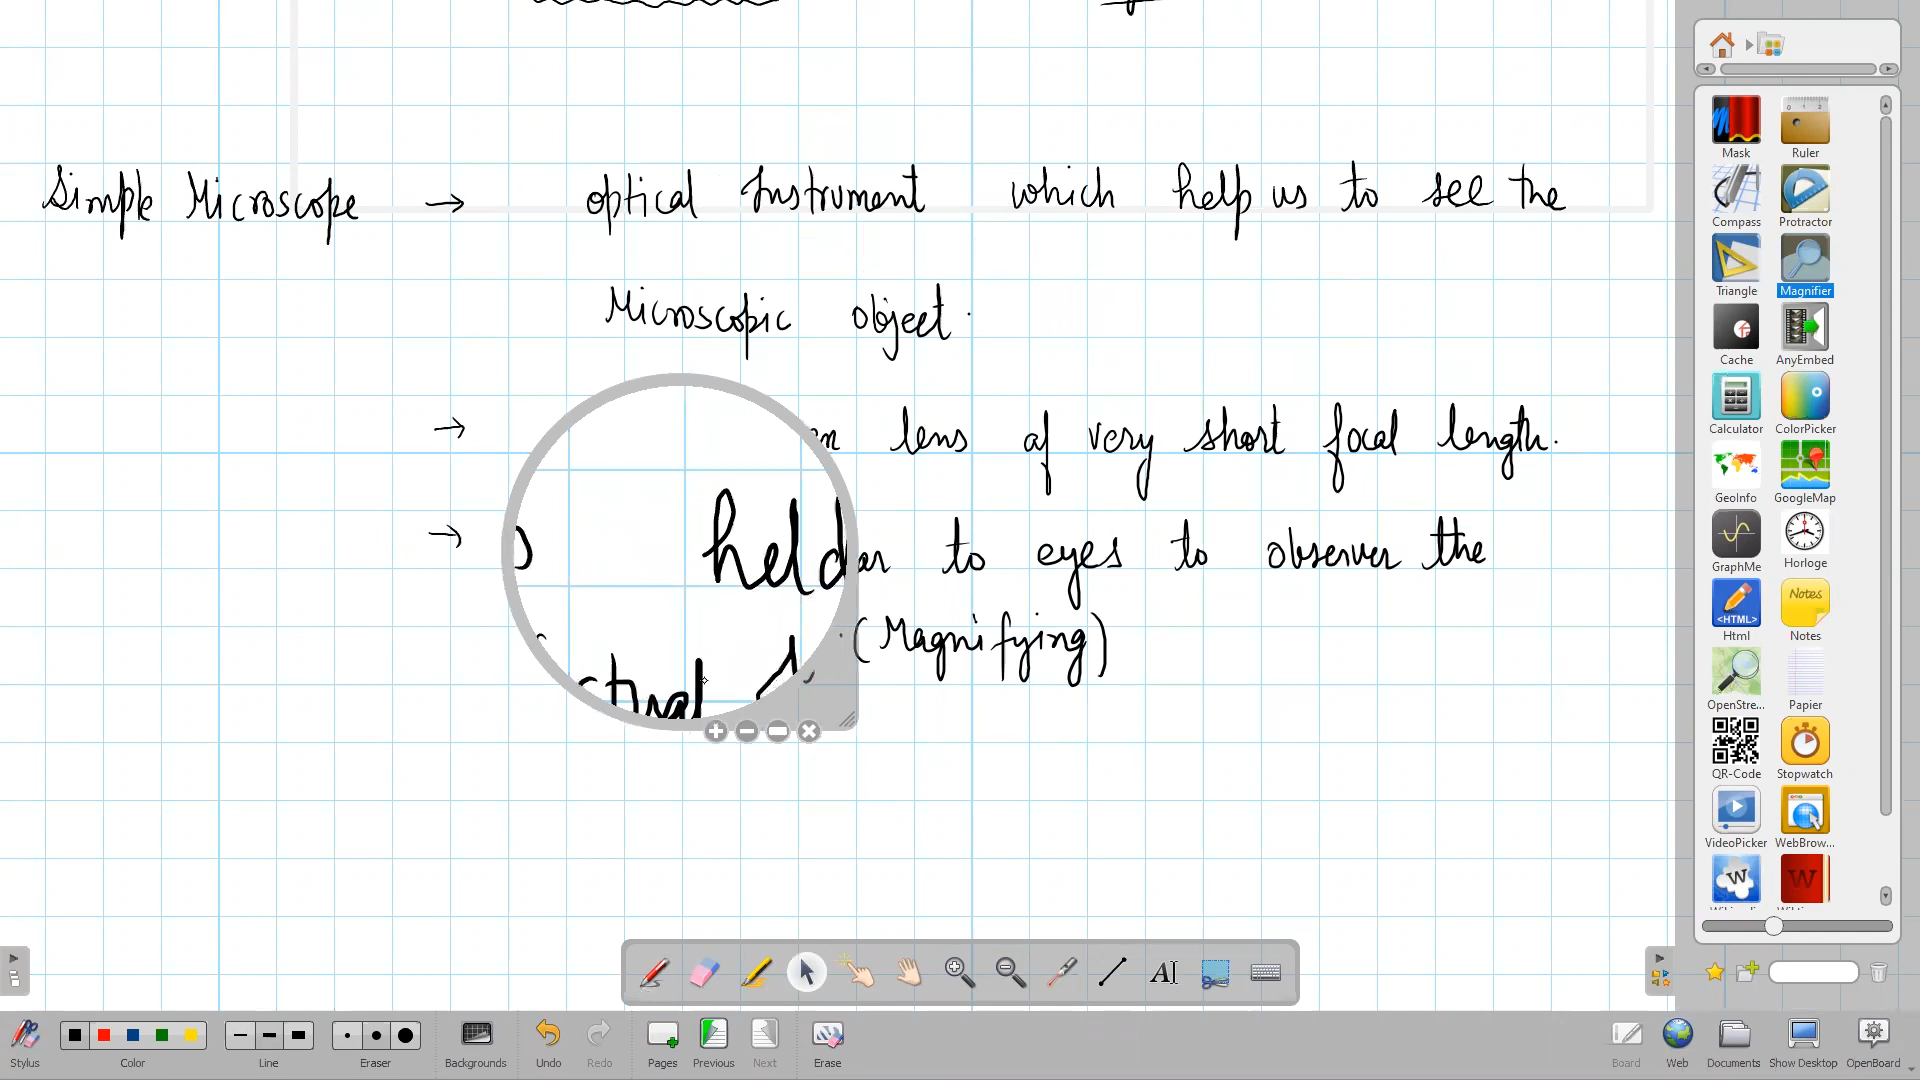 Simple Microscope → optical Instrument which help us to see the
Microscopic object.
→ lens of very short focal length.
→ held to eyes to observer the
(Magnifying)
Mask
Ruler
Compass
Protractor
Triangle
Magnifier
Cache
AnyEmbed
Calculator
ColorPicker
GeoInfo
GoogleMap
GraphMe
Horloge
<HTML>
Html
Notes
Notes
OpenStre...
Papier
QR-Code
Stopwatch
VideoPicker
WebBrow...
Stylus
Color
Line
Eraser
Backgrounds
Undo
Redo
Pages
Previous
Next
Erase
Board
Web
Documents
Show Desktop
OpenBoard